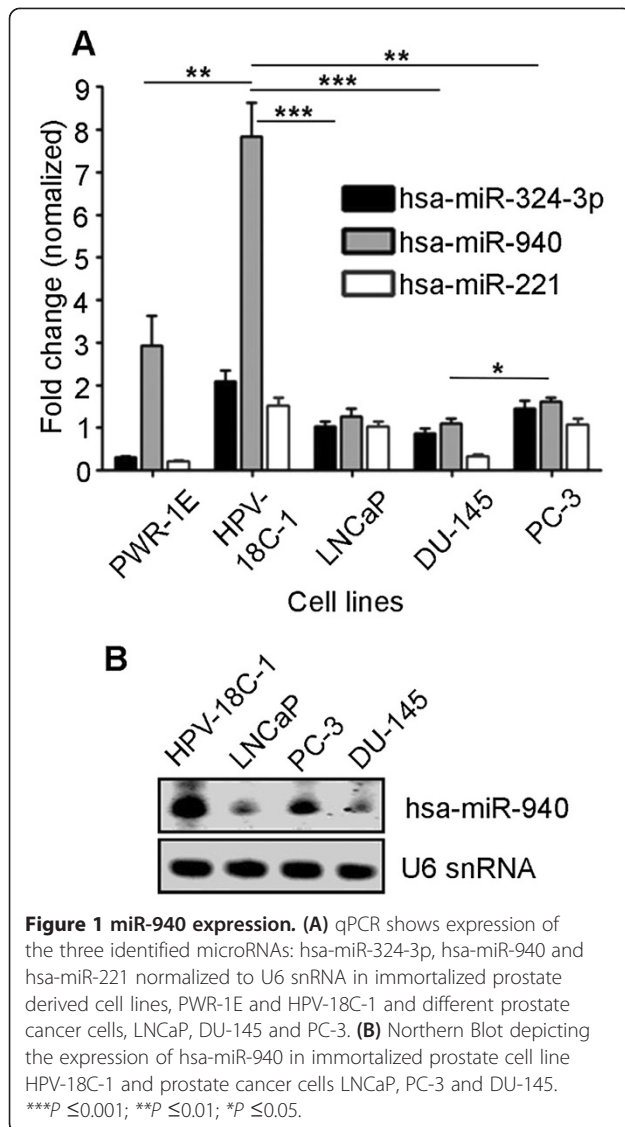 A
**
**
***
***
*
9
8
7
6
5
4
3
2
1
0
Fold change (nomalized)
hsa-miR-324-3p
hsa-miR-940
hsa-miR-221
PWR-1E
HPV-
18C-1
LNCaP
DU-145
PC-3
Cell lines
B
HPV-18C-1
LNCaP
PC-3
DU-145
hsa-miR-940
U6 snRNA
Figure 1 miR-940 expression. (A) qPCR shows expression of
the three identified microRNAs: hsa-miR-324-3p, hsa-miR-940 and
hsa-miR-221 normalized to U6 snRNA in immortalized prostate
derived cell lines, PWR-1E and HPV-18C-1 and different prostate
cancer cells, LNCaP, DU-145 and PC-3. (B) Northern Blot depicting
the expression of hsa-miR-940 in immortalized prostate cell line
HPV-18C-1 and prostate cancer cells LNCaP, PC-3 and DU-145.
***P ≤0.001; **P ≤0.01; *P ≤0.05.